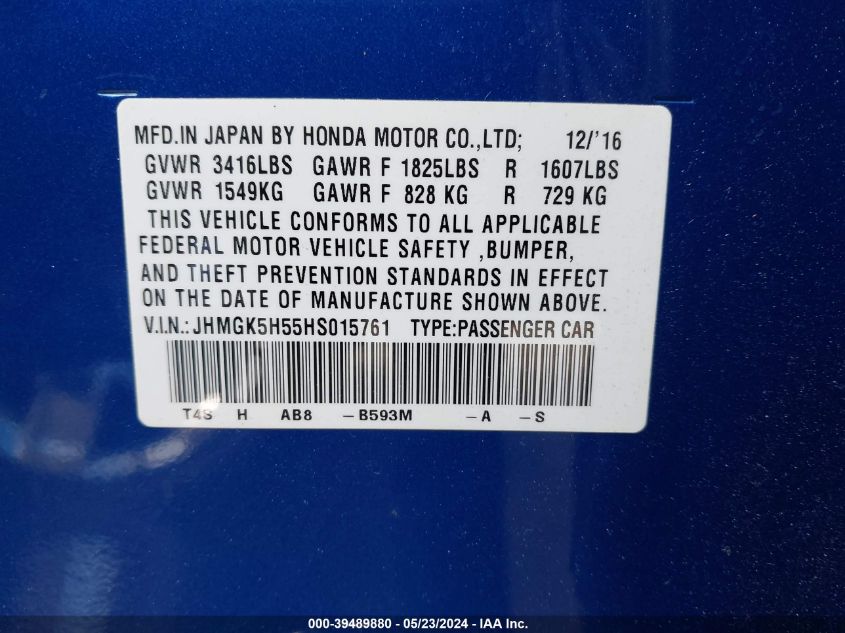 MFD.IN JAPAN BY HONDA MOTOR CO.,LTD; 12/'16
GVWR 3416LBS GAWR F 1825LBS R 1607LBS
GVWR 1549KG GAWR F 828 KG R 729 KG
THIS VEHICLE CONFORMS TO ALL APPLICABLE
FEDERAL MOTOR VEHICLE SAFETY ,BUMPER,
AND THEFT PREVENTION STANDARDS IN EFFECT
ON THE DATE OF MANUFACTURE SHOWN ABOVE.
V.I.N.: JHMGK5H55HS015761 TYPE:PASSENGER CAR
T4S H AB8 –B593M –A –S
000-39489880 - 05/23/2024 - IAA Inc.